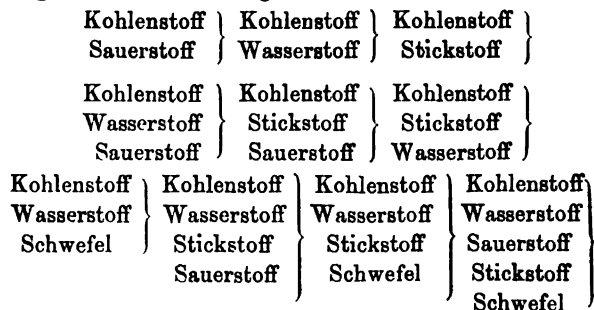 Kohlenstoff } Kohlenstoff } Kohlenstoff }
Sauerstoff } Wasserstoff } Stickstoff }
Kohlenstoff } Kohlenstoff } Kohlenstoff }
Wasserstoff } Stickstoff } Stickstoff }
Sauerstoff } Sauerstoff } Wasserstoff }
Kohlenstoff } Kohlenstoff } Kohlenstoff } Kohlenstoff }
Wasserstoff } Wasserstoff } Wasserstoff } Wasserstoff }
Schwefel } Stickstoff } Stickstoff } Sauerstoff }
Sauerstoff } Schwefel } Stickstoff }
Schwefel }